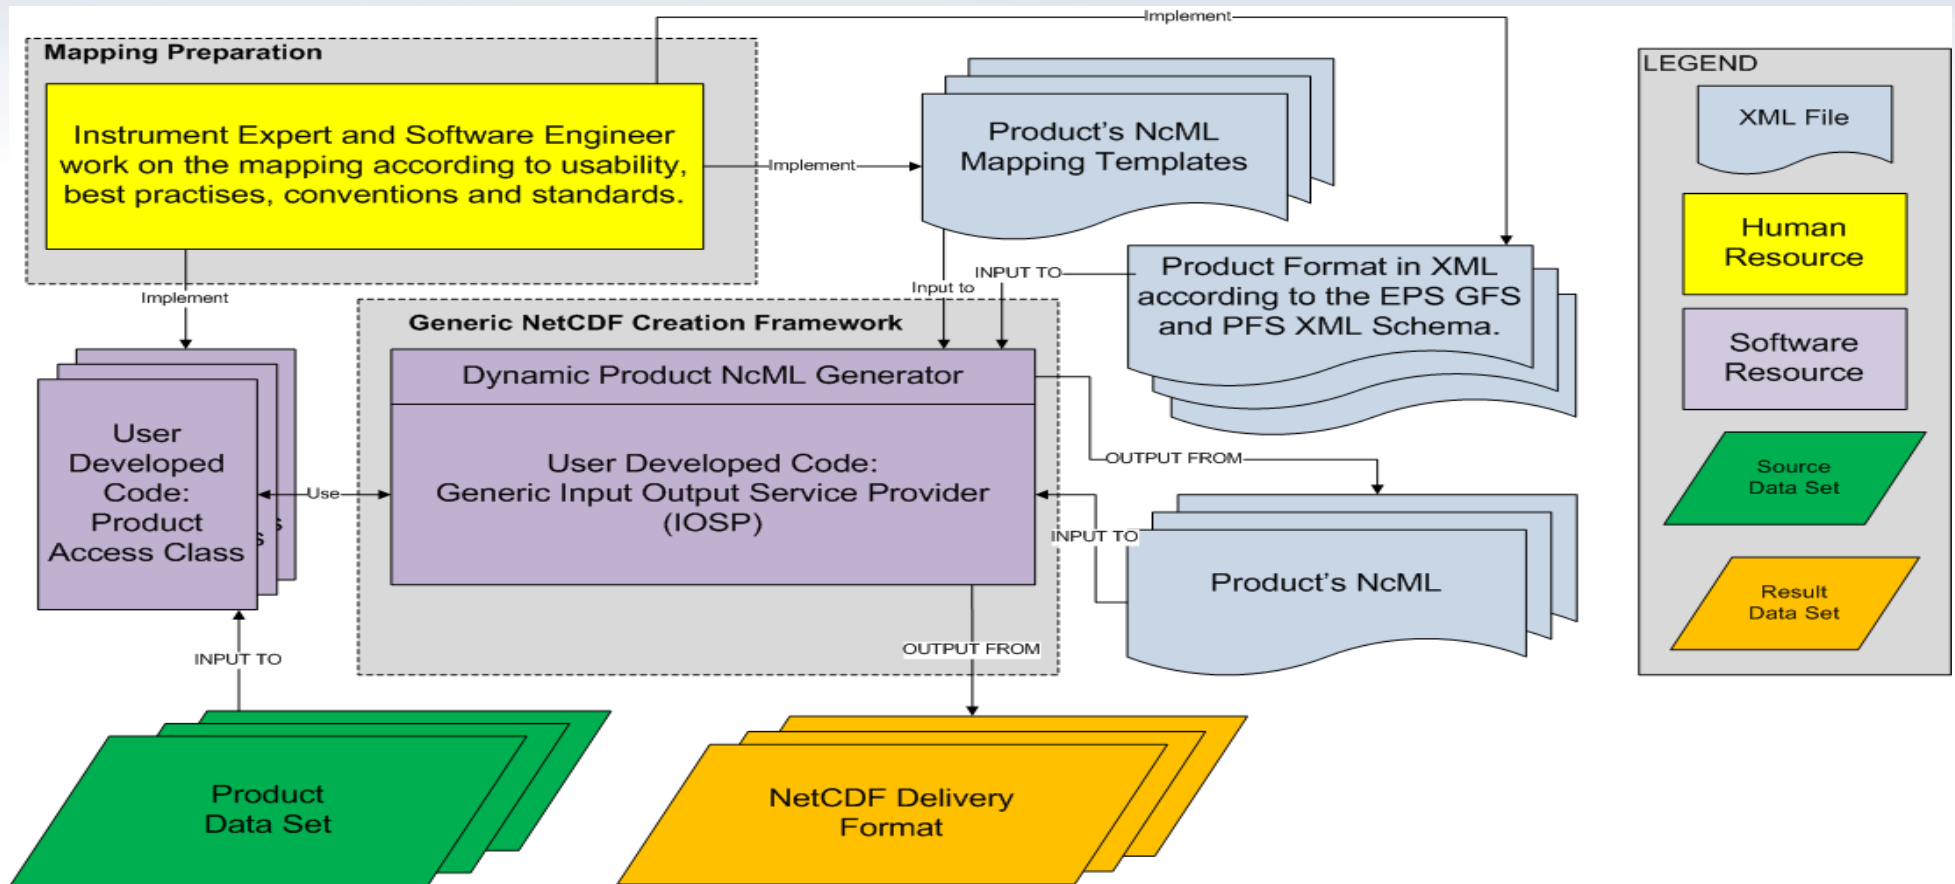 Implement
Mapping Preparation
Instrument Expert and Software Engineer
work on the mapping according to usability,
best practises, conventions and standards.
Implement
Product's NcML
Mapping Templates
Implement
INPUT TO
Input to
Product Format in XML
according to the EPS GFS
and PFS XML Schema.
Generic NetCDF Creation Framework
Dynamic Product NcML Generator
User Developed Code:
Generic Input Output Service Provider
(IOSP)
User
Developed
Code:
Product
Access Class
s
s
Use
OUTPUT FROM
INPUT TO
Product's NcML
INPUT TO
OUTPUT FROM
Product
Data Set
NetCDF Delivery
Format
LEGEND
XML File
Human
Resource
Software
Resource
Source
Data Set
Result
Data Set